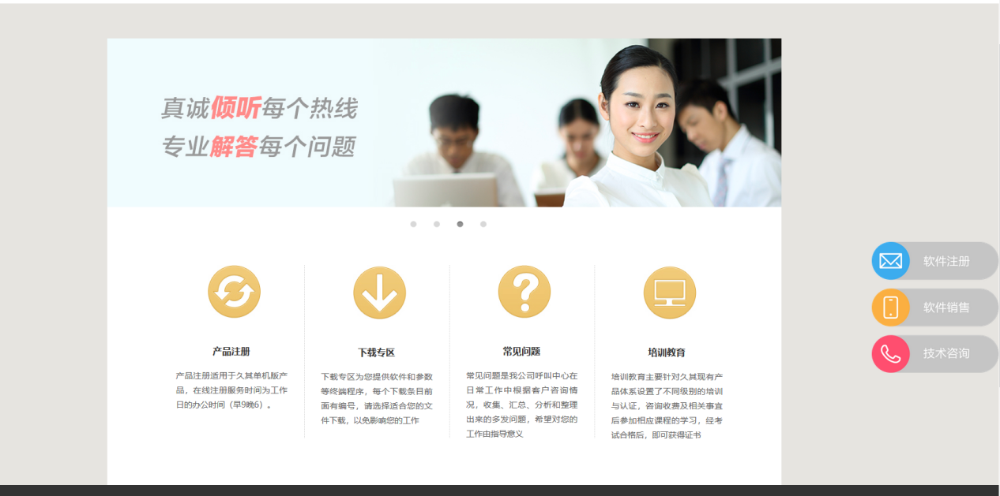 真诚倾听每个热线
专业解答每个问题
软件注册
软件销售
技术咨询
产品注册
产品注册适用于久其单机版产
品，在线注册服务时间为工作
日的办公时间（早9晚6）。
下载专区
下载专区为您提供软件和参数
等终端程序，每个下载条目前
面有编号，请选择适合您的文
件下载，以免影响您的工作
常见问题
常见问题是我公司呼叫中心在
日常工作中根据客户咨询情
况，收集、汇总、分析和整理
出来的多发问题，希望对您的
工作由指导意义
培训教育
培训教育主要针对久其现有产
品体系设置了不同级别的培训
与认证，咨询收费及相关事宜
后参加相应课程的学习，经考
试合格后，即可获得证书